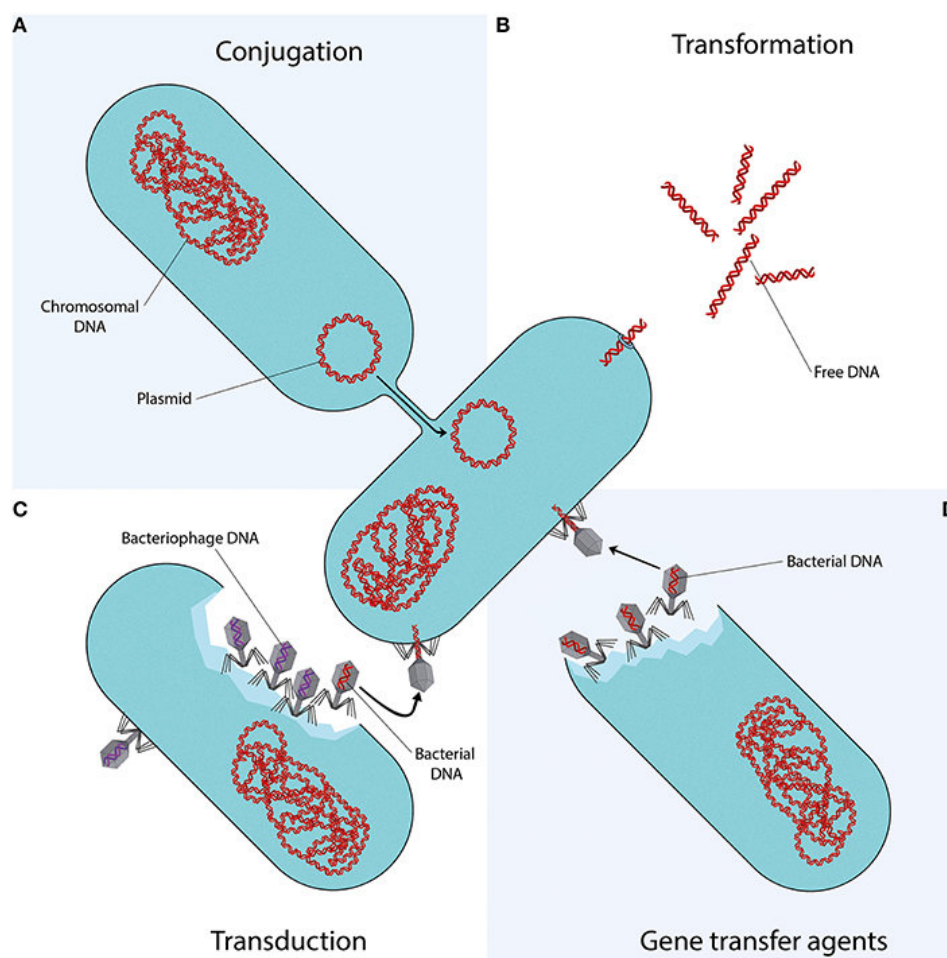 A
Conjugation
Chromosomal
DNA
Plasmid
B
Transformation
Free DNA
C
Bacteriophage DNA
Bacterial
DNA
Transduction
D
Bacterial DNA
Gene transfer agents